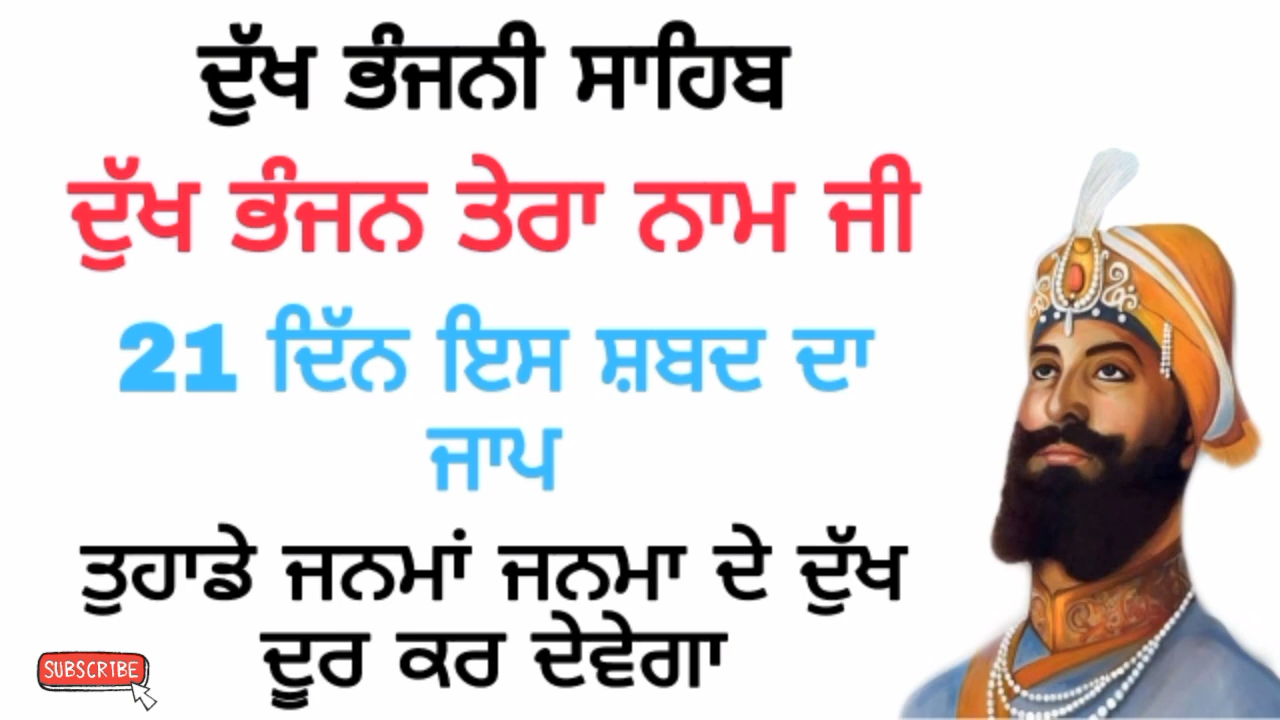 ਦੁੱਖ ਭੰਜਨੀ ਸਾਹਿਬ
ਦੁੱਖ ਭੰਜਨ ਤੇਰਾ ਨਾਮ ਜੀ
21 ਦਿੱਨ ਇਸ ਸ਼ਬਦ ਦਾ
ਜਾਪ
ਤੁਹਾਡੇ ਜਨਮਾਂ ਜਨਮਾ ਦੇ ਦੁੱਖ
ਦੂਰ ਕਰ ਦੇਵੇਗਾ
SUBSCRIBE